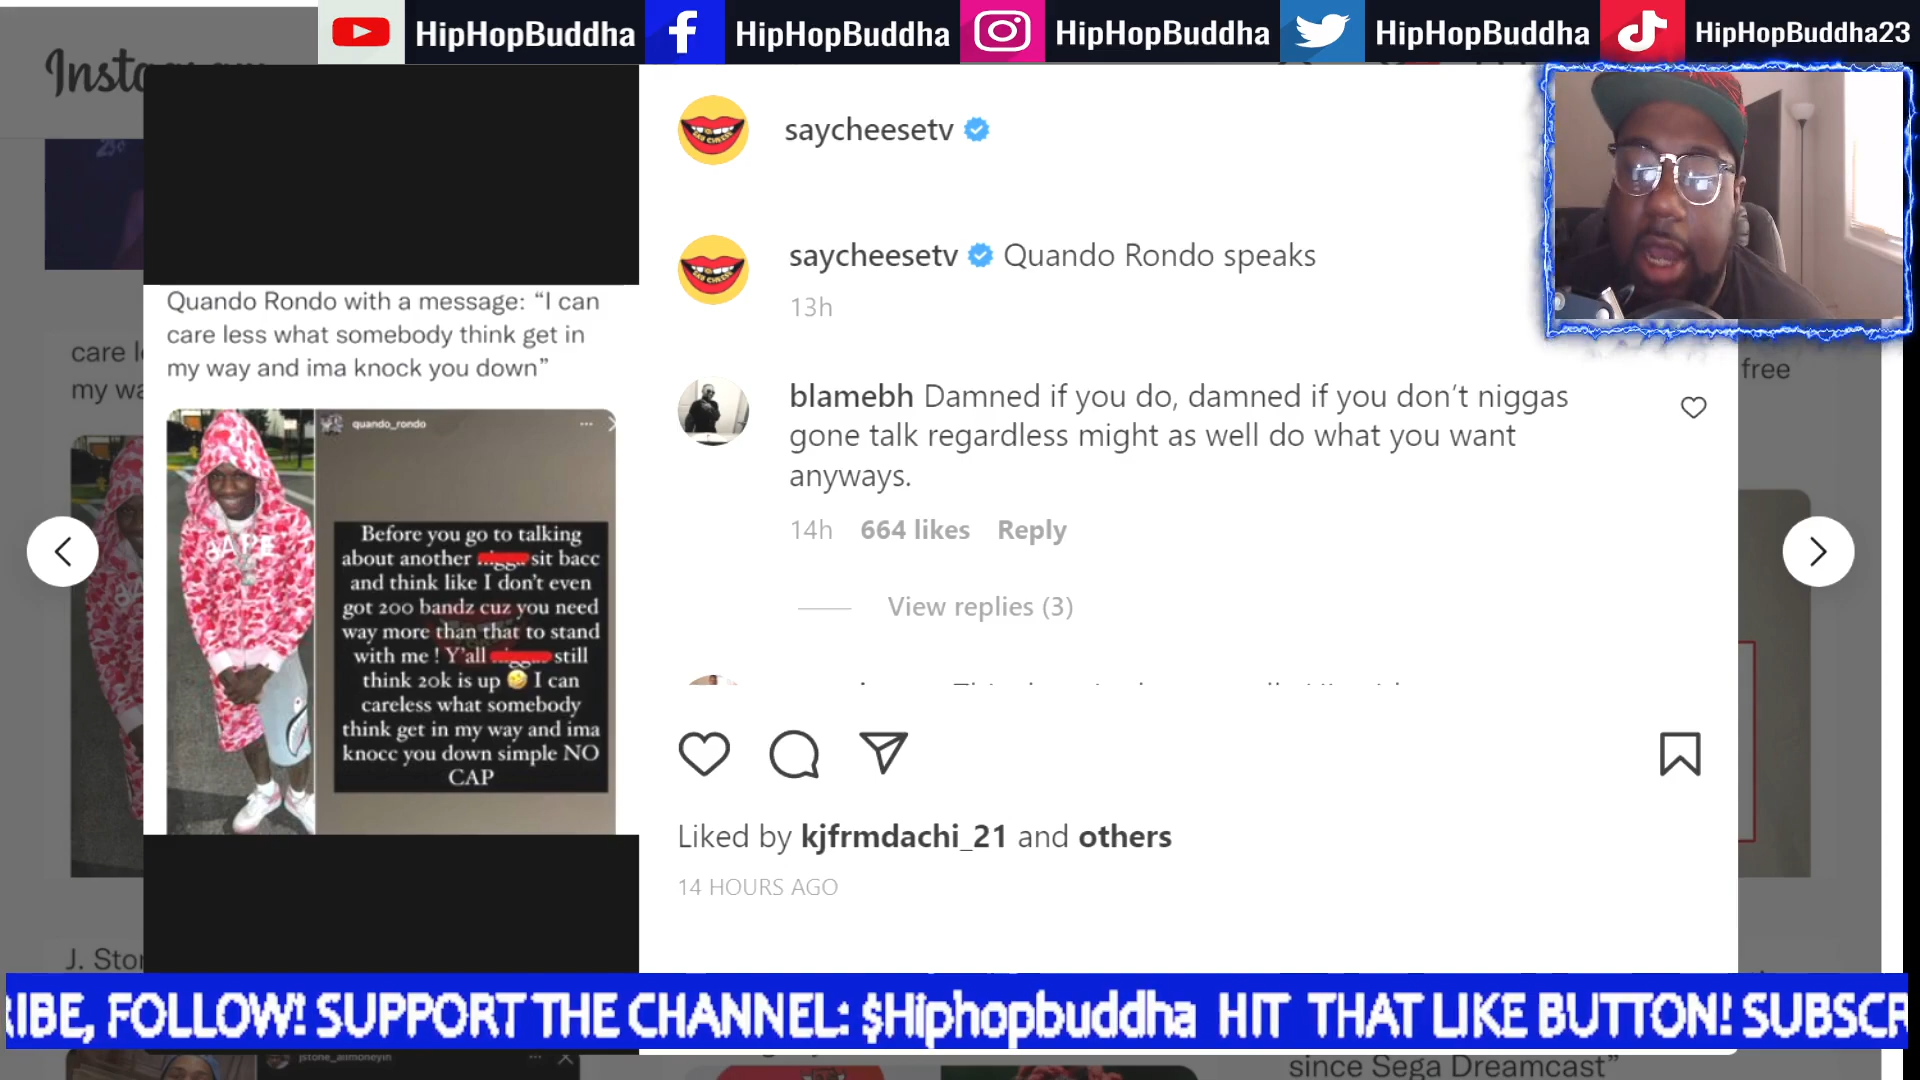 HipHopBuddha HipHopBuddha HipHopBuddha HipHopBuddha HipHopBuddha23
saycheesetv
saycheesetv Quando Rondo speaks
13h
Quando Rondo with a message: “I can
care less what somebody think get in
my way and ima knock you down”
quando_rondo
Before you go to talking
about another sit bacc
and think like I don't even
got 200 bandz cuz you need
way more than that to stand
with me ! Y'all still
think 20k is up 🤣 I can
careless what somebody
think get in my way and ima
knocc you down simple NO
CAP
blamebh Damned if you do, damned if you don’t niggas
gone talk regardless might as well do what you want
anyways.
14h 664 likes Reply
View replies (3)
Liked by kjfrmdachi_21 and others
14 HOURS AGO
free
RIBE, FOLLOW! SUPPORT THE CHANNEL: $Hiphopbuddha HIT THAT LIKE BUTTON! SUBSCR
since Sega Dreamcast”